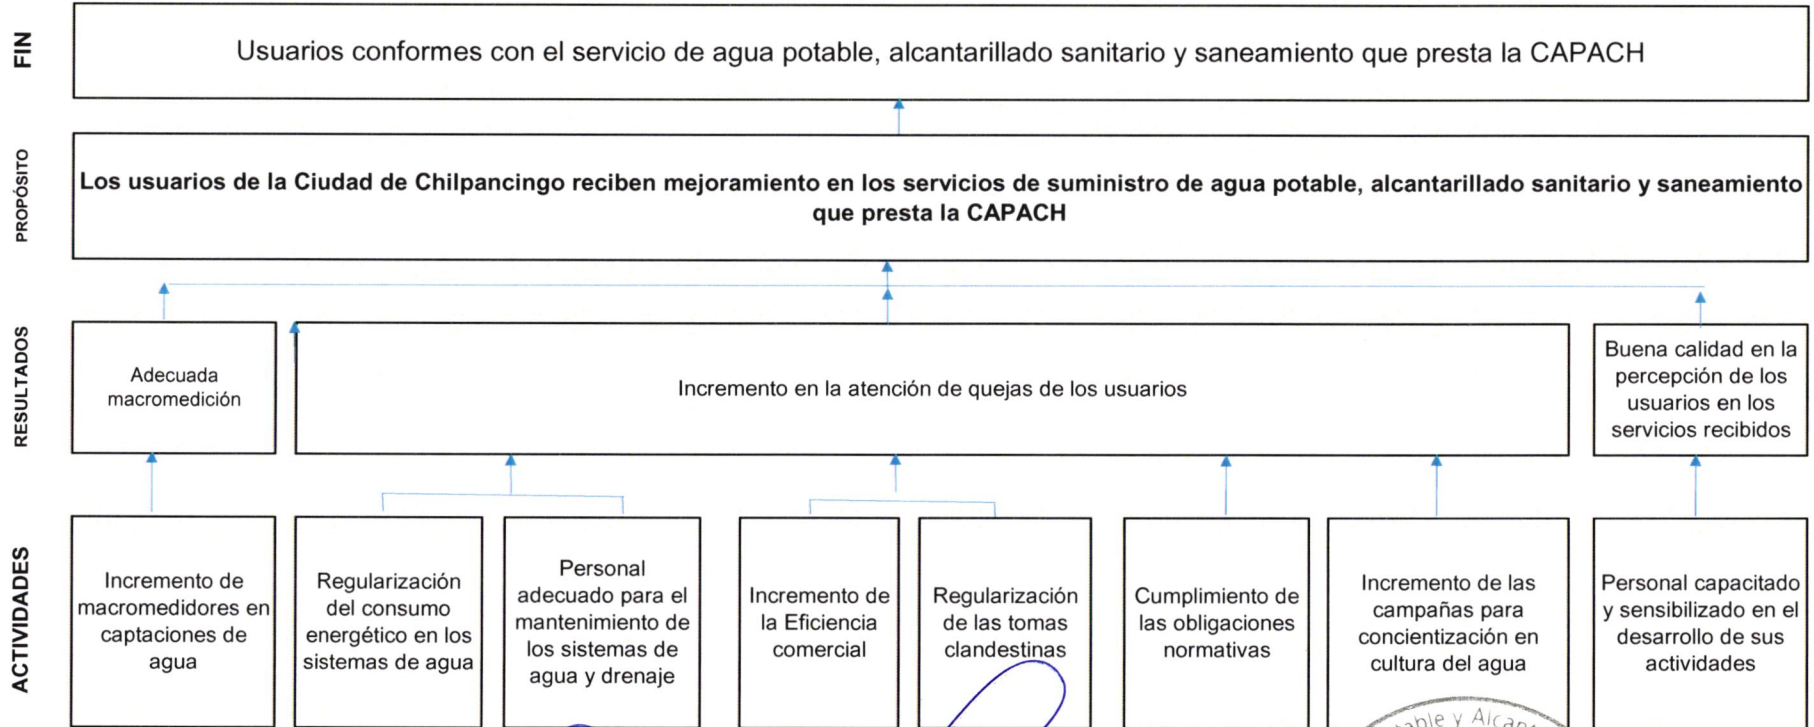 FIN
Usuarios conformes con el servicio de agua potable, alcantarillado sanitario y saneamiento que presta la CAPACH
PROPÓSITO
Los usuarios de la Ciudad de Chilpancingo reciben mejoramiento en los servicios de suministro de agua potable, alcantarillado sanitario y saneamiento
que presta la CAPACH
RESULTADOS
Adecuada
macromedición
Incremento en la atención de quejas de los usuarios
Buena calidad en la
percepción de los
usuarios en los
servicios recibidos
ACTIVIDADES
Incremento de
macromedidores en
captaciones de
agua
Regularización
del consumo
energético en los
sistemas de agua
Personal
adecuado para el
mantenimiento de
los sistemas de
agua y drenaje
Incremento de
la Eficiencia
comercial
Regularización
de las tomas
clandestinas
Cumplimiento de
las obligaciones
normativas
Incremento de las
campañas para
concientización en
cultura del agua
Personal capacitado
y sensibilizado en el
desarrollo de sus
actividades
y